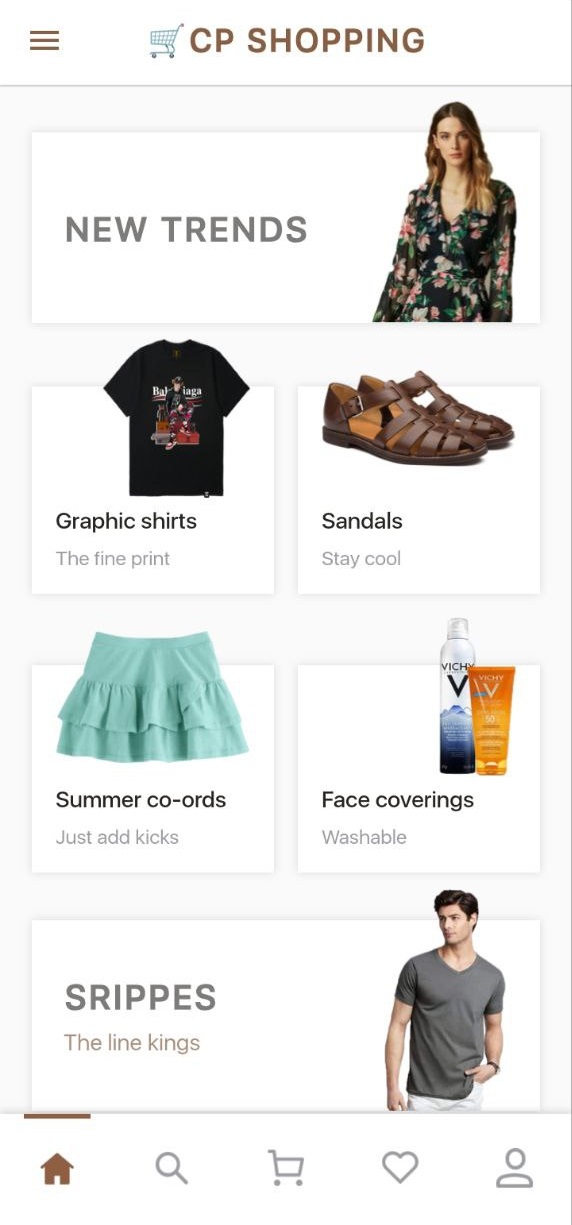 CP SHOPPING
NEW TRENDS
Graphic shirts
The fine print
Sandals
Stay cool
Summer co-ords
Just add kicks
VICHY
VICHY
50
Face coverings
Washable
SRIPPES
The line kings